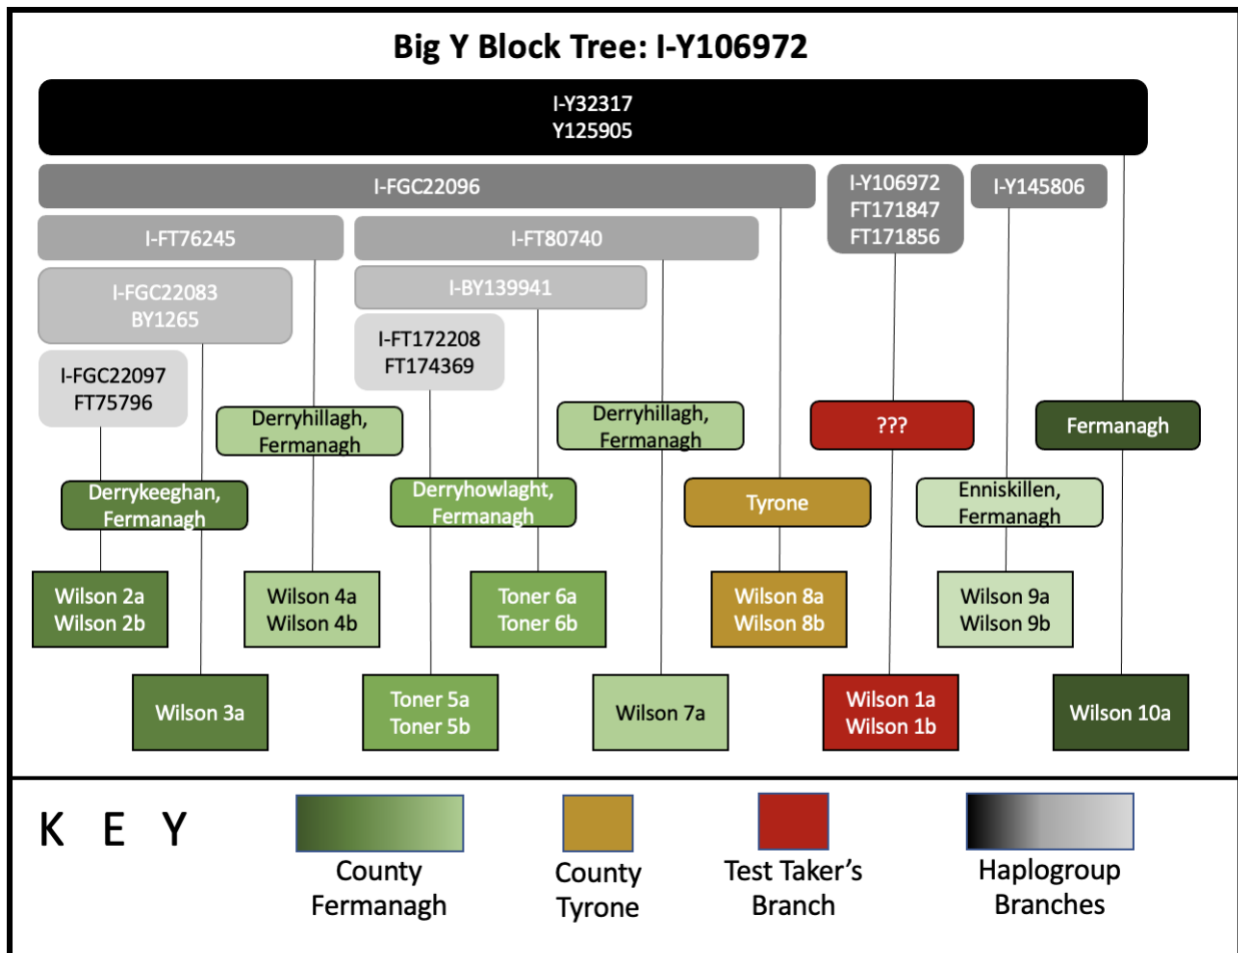 Big Y Block Tree: I-Y106972
I-Y32317
Y125905
I-FGC22096
I-Y106972
FT171847
FT171856
I-Y145806
I-FT76245
I-FT80740
I-FGC22083
BY1265
I-BY139941
I-FGC22097
FT75796
I-FT172208
FT174369
Derryhillagh,
Fermanagh
Derryhillagh,
Fermanagh
???
Fermanagh
Derrykeeghan,
Fermanagh
Derryhowlaght,
Fermanagh
Tyrone
Enniskillen,
Fermanagh
Wilson 2a
Wilson 2b
Wilson 4a
Wilson 4b
Toner 6a
Toner 6b
Wilson 8a
Wilson 8b
Wilson 9a
Wilson 9b
Wilson 3a
Toner 5a
Toner 5b
Wilson 7a
Wilson 1a
Wilson 1b
Wilson 10a
K E Y
County
Fermanagh
County
Tyrone
Test Taker's
Branch
Haplogroup
Branches